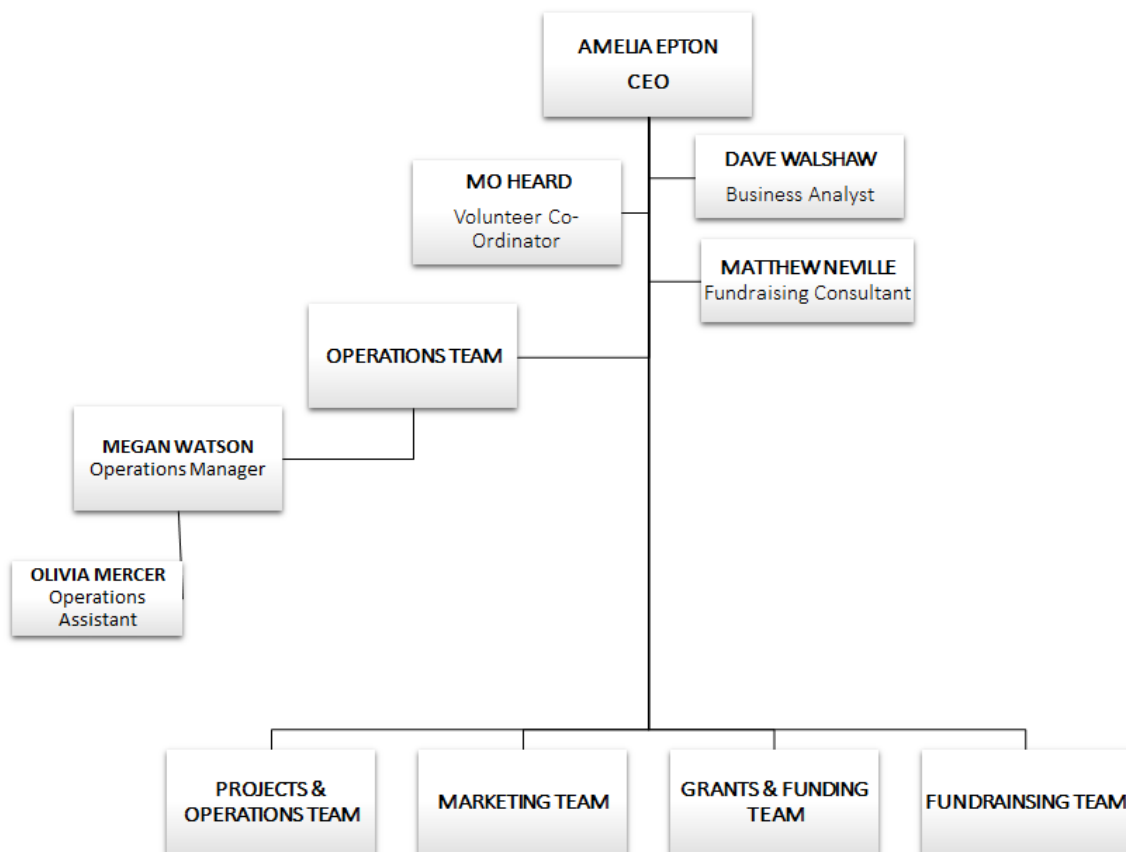 AMELIA EPTON
CEO
DAVE WALSHAW
Business Analyst
MO HEARD
Volunteer Co-
Ordinator
MATTHEW NEVILLE
Fundraising Consultant
OPERATIONS TEAM
MEGAN WATSON
Operations Manager
OLIVIA MERCER
Operations
Assistant
PROJECTS &
OPERATIONS TEAM
MARKETING TEAM
GRANTS & FUNDING
TEAM
FUNDRAINSING TEAM